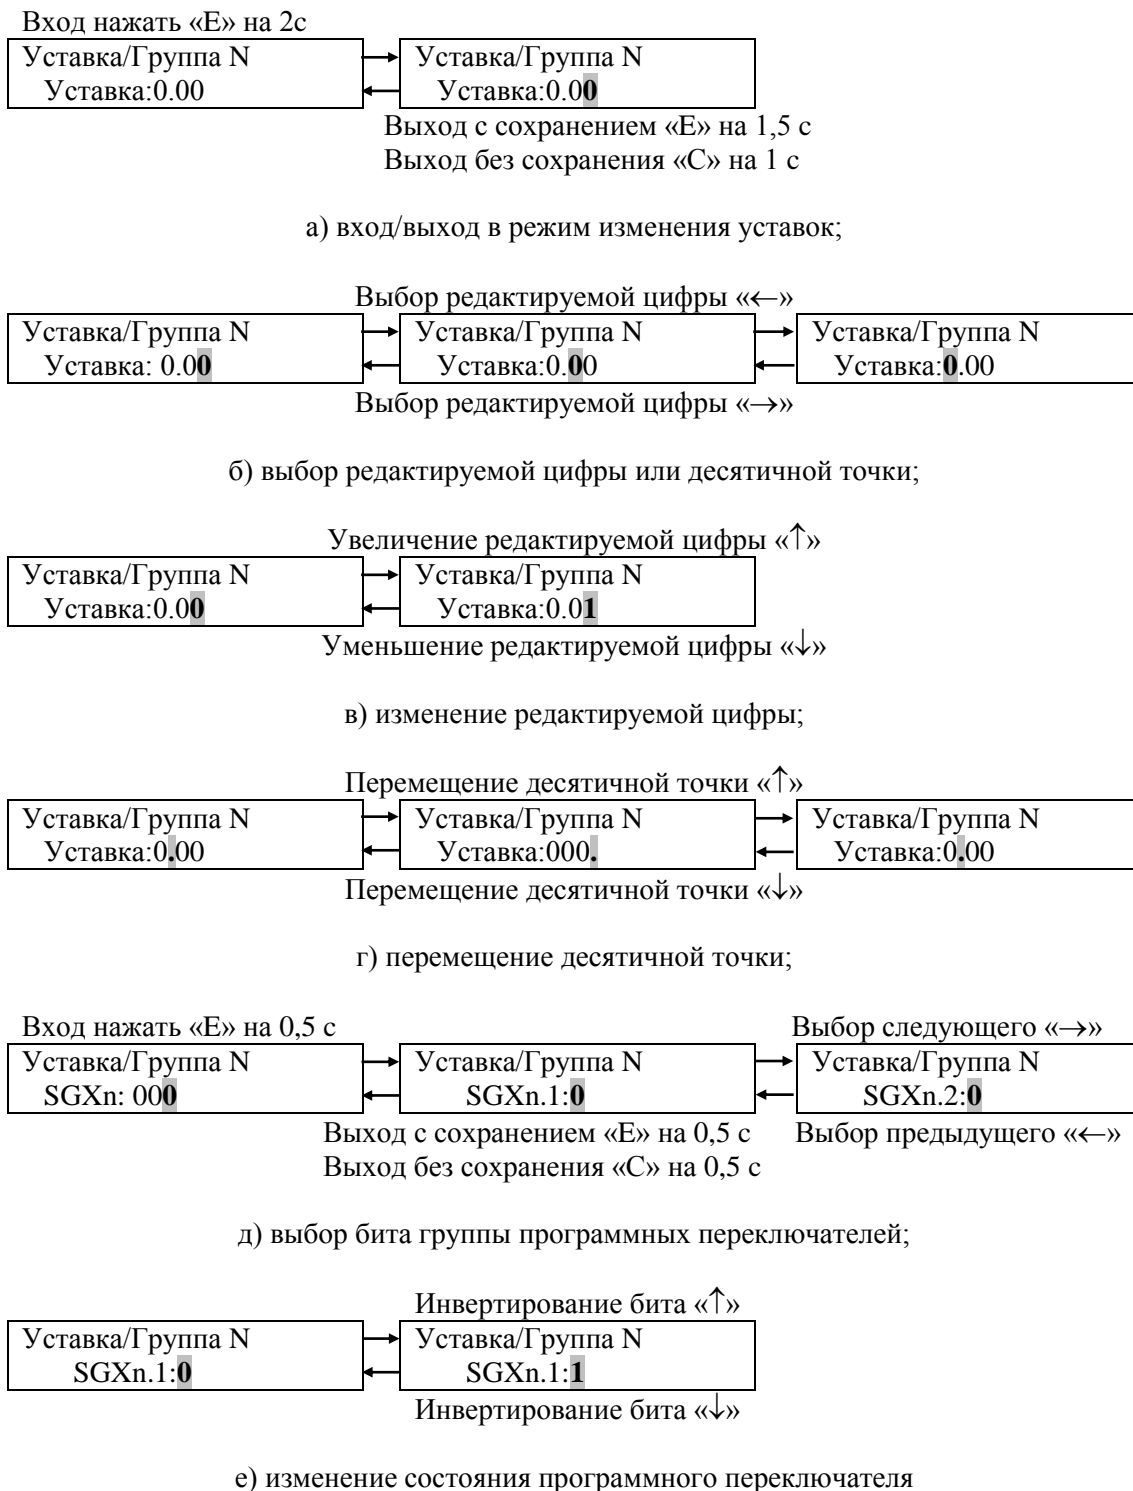 Вход нажать «E» на 2с
Уставка/Группа N Уставка/Группа N
Уставка:0.00 Уставка:0.00
Выход с сохранением «E» на 1,5 с
Выход без сохранения «C» на 1 с
а) вход/выход в режим изменения уставок;
Выбор редактируемой цифры «←»
Уставка/Группа N Уставка/Группа N Уставка/Группа N
Уставка: 0.00 Уставка:0.00 Уставка:0.00
Выбор редактируемой цифры «→»
б) выбор редактируемой цифры или десятичной точки;
Увеличение редактируемой цифры «↑»
Уставка/Группа N Уставка/Группа N
Уставка:0.00 Уставка:0.01
Уменьшение редактируемой цифры «↓»
в) изменение редактируемой цифры;
Перемещение десятичной точки «↑»
Уставка/Группа N Уставка/Группа N Уставка/Группа N
Уставка:0.00 Уставка:000. Уставка:0.00
Перемещение десятичной точки «↓»
г) перемещение десятичной точки;
Вход нажать «E» на 0,5 с Выбор следующего «→»
Уставка/Группа N Уставка/Группа N Уставка/Группа N
SGXn: 000 SGXn.1:0 SGXn.2:0
Выход с сохранением «E» на 0,5 с Выбор предыдущего «←»
Выход без сохранения «C» на 0,5 с
д) выбор бита группы программных переключателей;
Инвертирование бита «↑»
Уставка/Группа N Уставка/Группа N
SGXn.1:0 SGXn.1:1
Инвертирование бита «↓»
е) изменение состояния программного переключателя